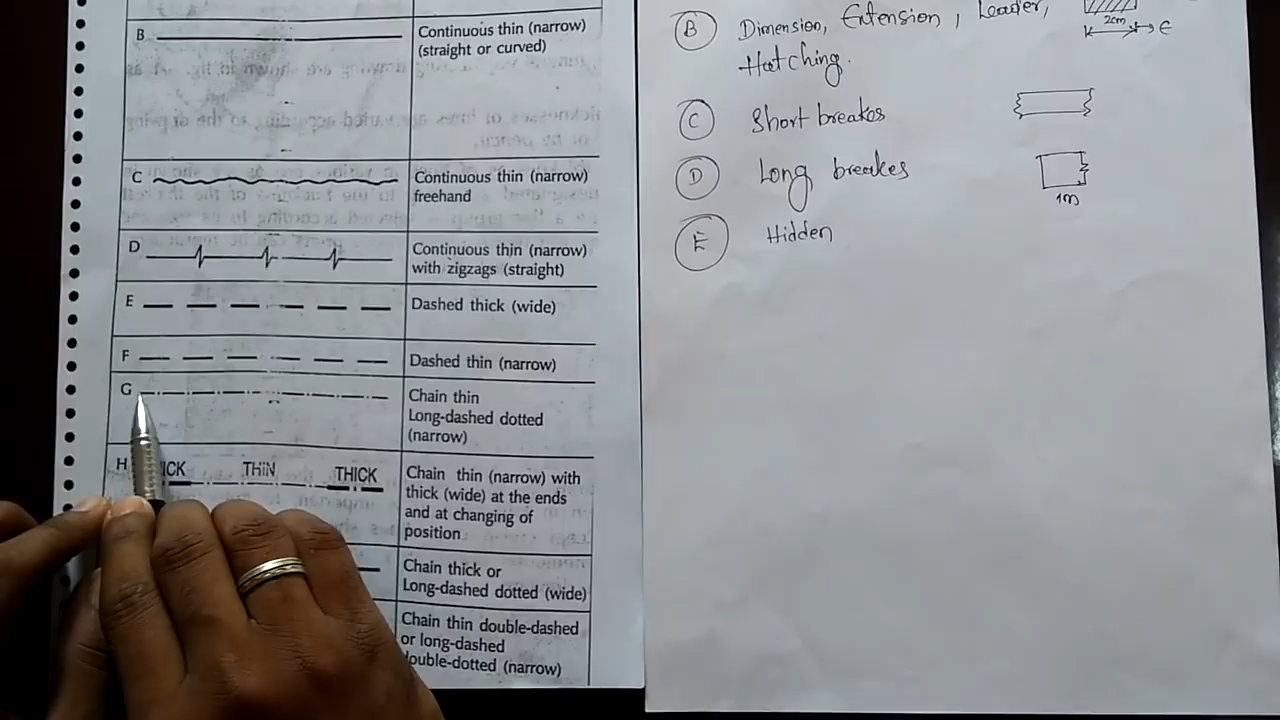 B
Continuous thin (narrow)
(straight or curved)
C
Continuous thin (narrow)
freehand
D
Continuous thin (narrow)
with zigzags (straight)
E
Dashed thick (wide)
F
Dashed thin (narrow)
G
Chain thin
Long-dashed dotted
(narrow)
H
THIN
THICK
Chain thin (narrow) with
thick (wide) at the ends
and at changing of
position
Chain thick or
Long-dashed dotted (wide)
Chain thin double-dashed
or long-dashed
double-dotted (narrow)
B Dimension, Extension, Leader,
Hatching.
2cm
E
C Short breakes
D Long breakes
1m
E Hidden